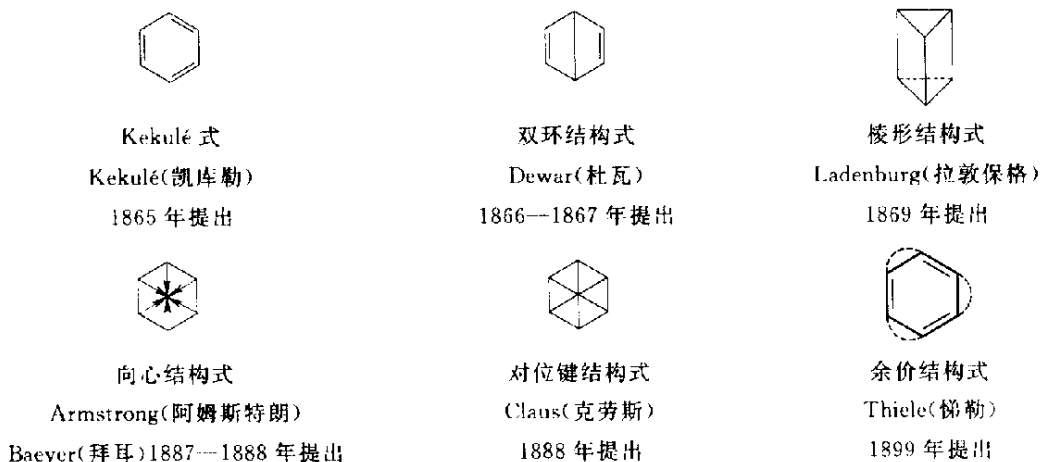 Kekulé 式
Kekulé(凯库勒)
1865 年提出
双环结构式
Dewar(杜瓦)
1866—1867 年提出
棱形结构式
Ladenburg(拉敦保格)
1869 年提出
向心结构式
Armstrong(阿姆斯特朗)
Baeyer(拜耳)1887—1888 年提出
对位键结构式
Claus(克劳斯)
1888 年提出
余价结构式
Thiele(悌勒)
1899 年提出